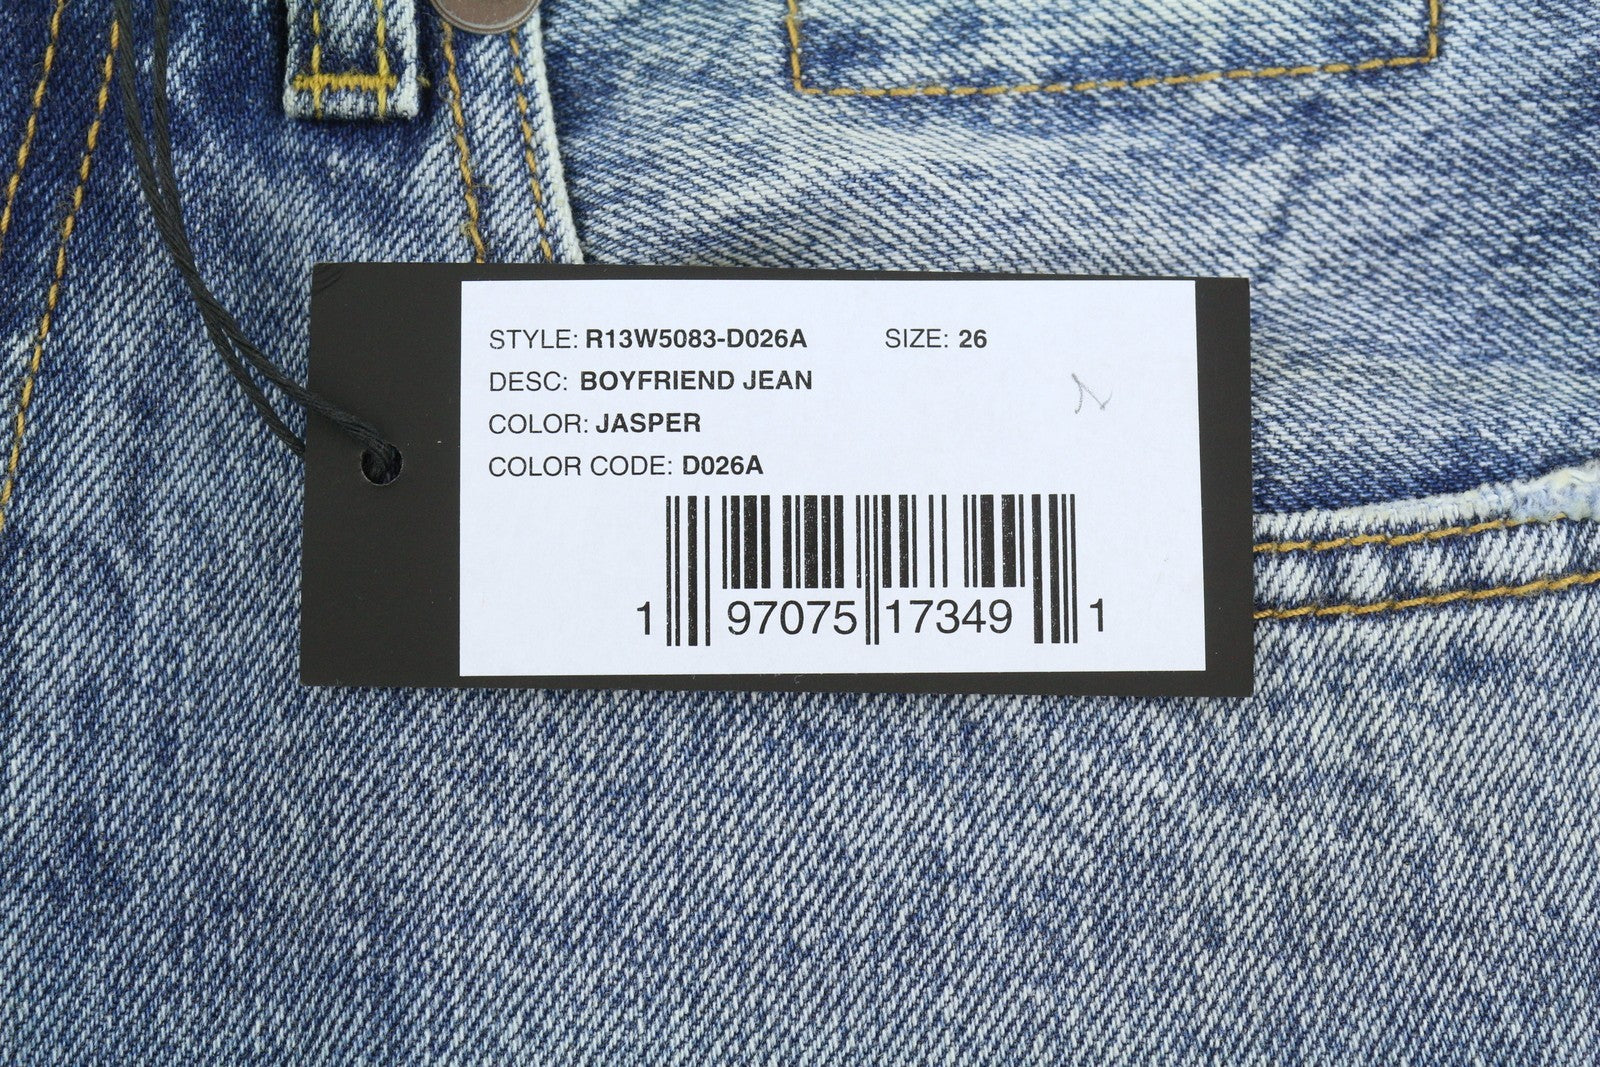 STYLE: R13W5083-D026A SIZE: 26
DESC: BOYFRIEND JEAN
COLOR: JASPER
COLOR CODE: D026A
1 97075 17349 1